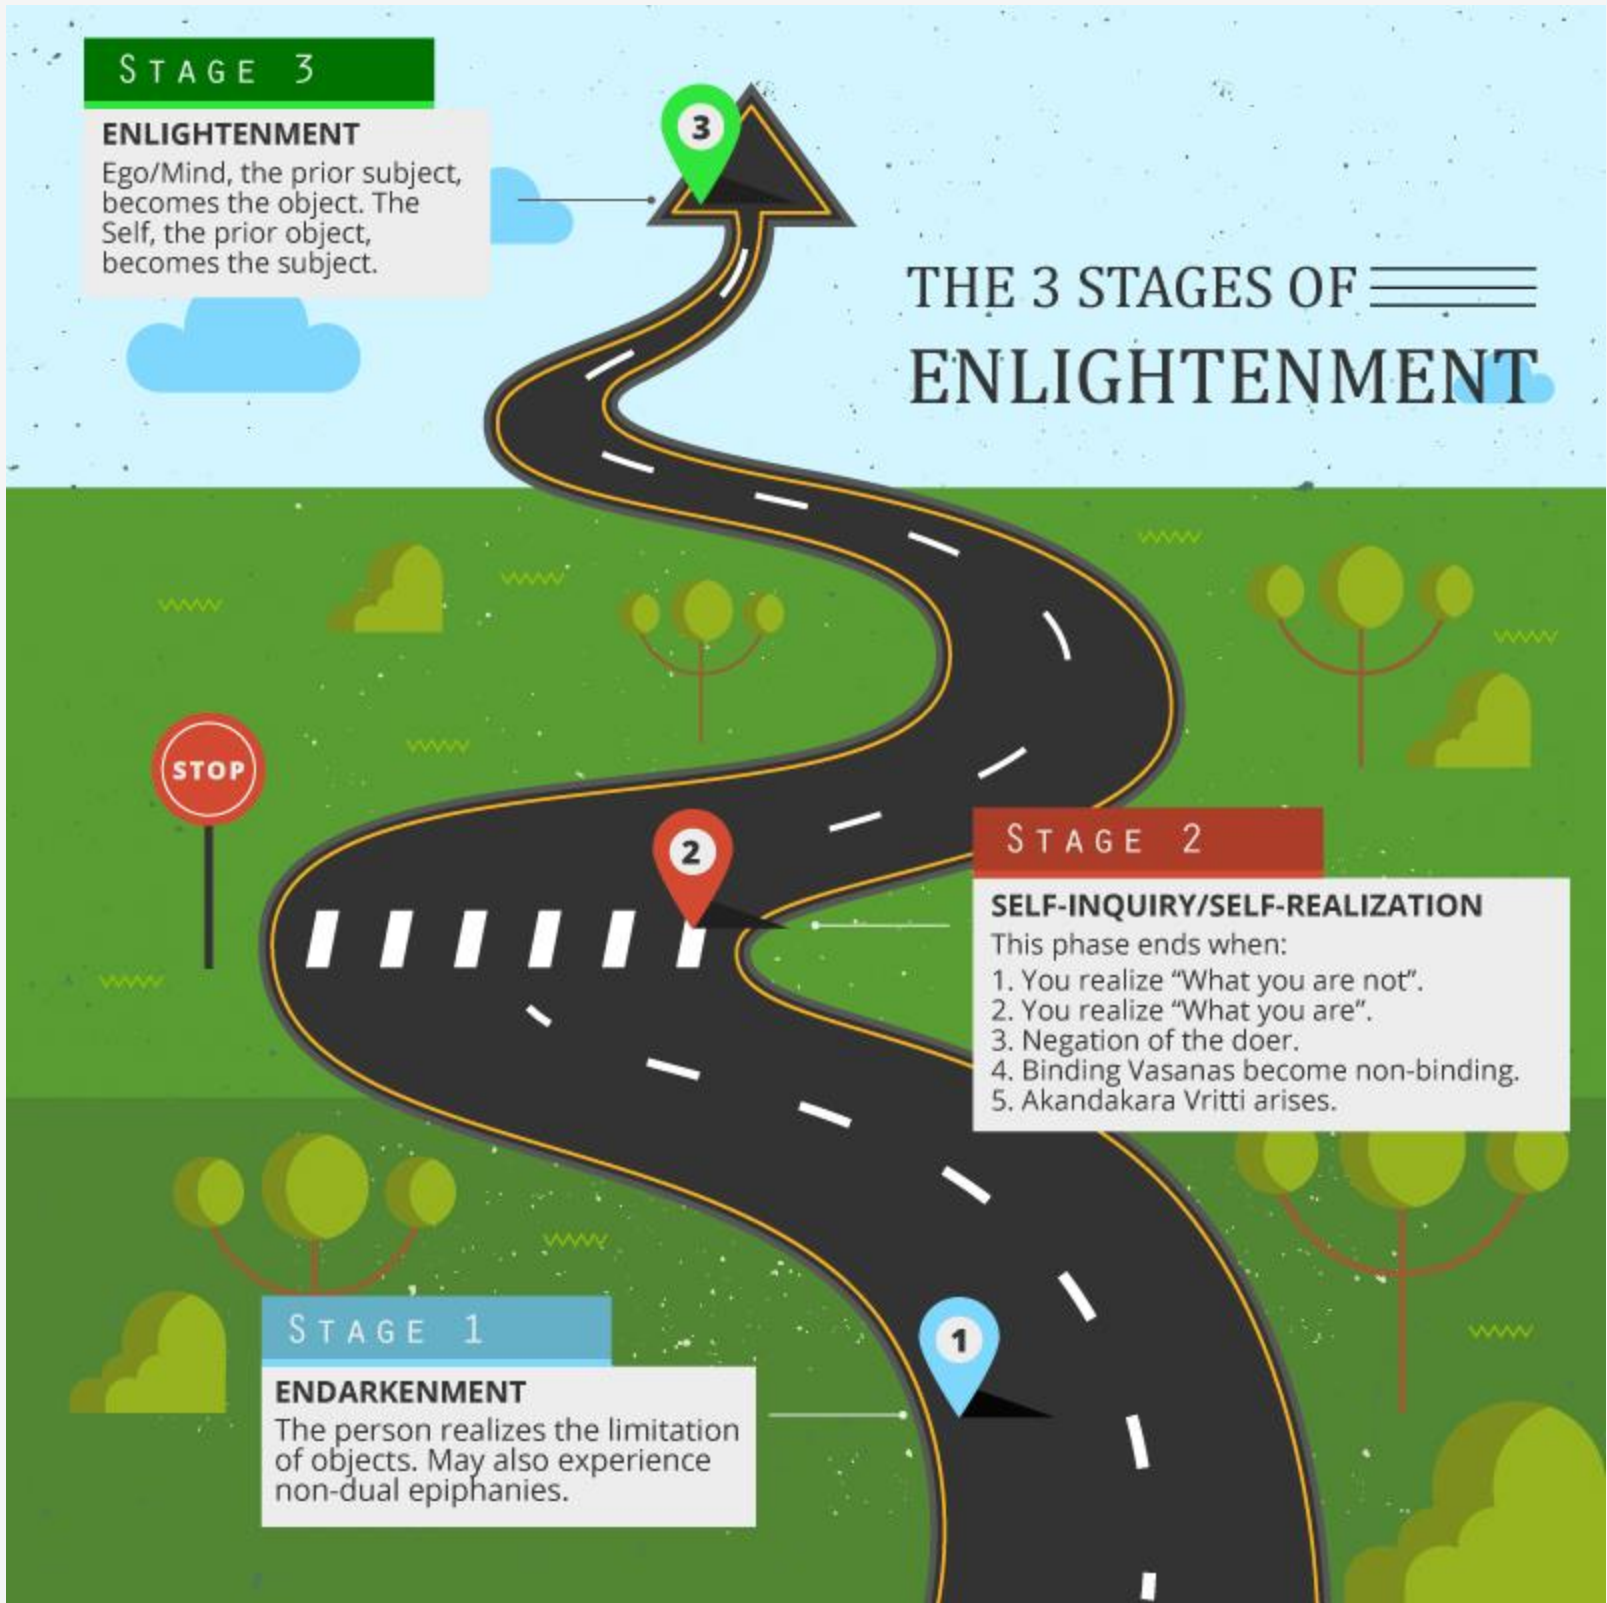 STAGE 3
ENLIGHTENMENT
Ego/Mind, the prior subject,
becomes the object. The
Self, the prior object,
becomes the subject.
3
THE 3 STAGES OF
ENLIGHTENMENT
STOP
2
STAGE 2
SELF-INQUIRY/SELF-REALIZATION
This phase ends when:
1. You realize “What you are not”.
2. You realize “What you are”.
3. Negation of the doer.
4. Binding Vasanas become non-binding.
5. Akandakara Vritti arises.
STAGE 1
ENDARKENMENT
The person realizes the limitation
of objects. May also experience
non-dual epiphanies.
1